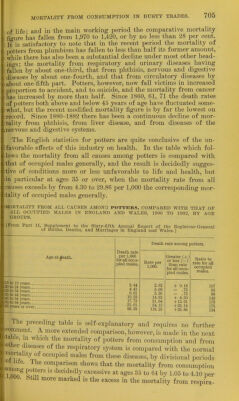 MORTALITY FROM CONSUMPTION IN DUSTY TRADES. 705
of life; and in the main working period the comparative mortality
figure has fallen from 1,970 to 1,420, or by no less than 28 per cent.
It is satisfactory to note that in the recent period the mortality of
potters from plumbism has fallen to less than half its former amount,
while there has also been a substantial decline under most other head-
ings; the mortality from respiratory and urinary diseases having
fallen by about one-third, that from phthisis, nervous and digestive
diseases by about one-fourth, and that from circulatory diseases by
about one-fifth part. Potters, however, now fall victims in increased
proportion to accident, and to suicide, and the mortality from cancer
has increased by more than half. Since 1860, 61, 71 the death rates
of potters both above and below 45 years of age have fluctuated some-
what, but the recent modified mortality figure is by far the lowest on
record. Since 1880-1882 there has been a continuous decline of mor-
tality from phthisis, from liver disease, and from diseases of the
nervous and digestive systems.
The English statistics for potters are quite conclusive of the un-
favorable effects of this industry on health. In the table which fol-
lows the mortality from all causes among potters is compared with
that of occupied males generally, and the result is decidedly sugges-
tive of conditions more or less unfavorable to life and health, but
in particular at ages 35 or over, when the mortality rate from all
causes exceeds by from 4.30 to 29.86 per 1,000 the corresponding mor-
tality of occupied males generally.
MORTALITY FROM ALL CAUSES AMONG POTTERS, COMPARED WITH THAT OF
ALL OCCUPIED MALES IN ENGLAND AND WALES, 1900 TO 1902, BY AGE
GROUPS.
[From Part II, Supplement to the Sixty-fifth Annual Report of the Registrar-General
of Births, Deaths, and Marriages in England and Wales.]
Age at death.
Death rate
per 1,000
for all occu-
pied males.
Death rate among potters.
Rate per
1,000.
Greater (+)
or less (-)
than rate
for all occu-
pied males.
Ratio to
rate for all
occupied
males.
The preceding table is self-explanatory and requires no further
comment. A more extended comparison, however, is made in the next
table, in which the mortality of potters from consumption and from
other diseases of the respiratory system is compared with the normal
mortality of occupied males from these diseases, by divisional periods
of life. The comparison shows that the mortality from consumption
among potters is decidedly excessive at ages 35 to 64 by 1.05 to 4.10 per
1,000. Still more marked is the excess in the mortality from respira-